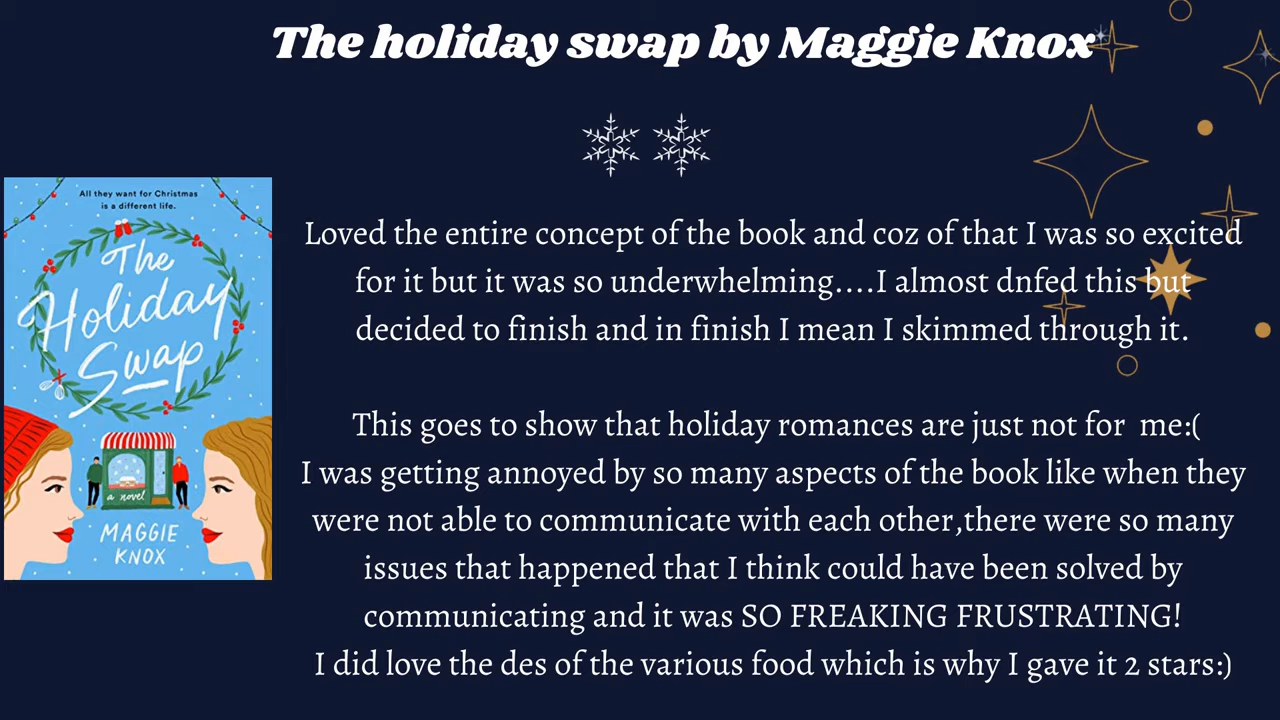 The holiday swap by Maggie Knox
All they want for Christmas
is a different life.
The
Holiday
Swap
a novel
MAGGIE
KNOX
Loved the entire concept of the book and coz of that I was so excited
for it but it was so underwhelming....I almost dnfed this but
decided to finish and in finish I mean I skimmed through it.
This goes to show that holiday romances are just not for  me:(
I was getting annoyed by so many aspects of the book like when they
were not able to communicate with each other,there were so many
issues that happened that I think could have been solved by
communicating and it was SO FREAKING FRUSTRATING!
I did love the des of the various food which is why I gave it 2 stars:)